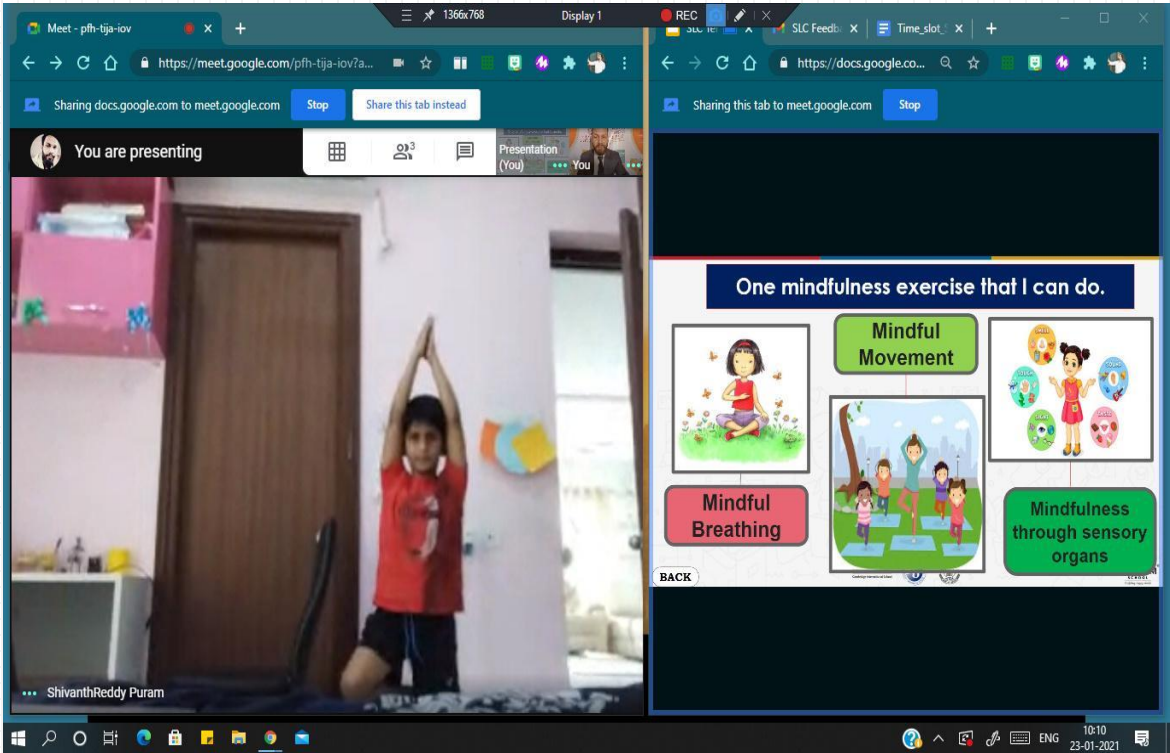 1366x768
Display 1
REC
Meet - pfh-tija-iov
SLC Feedb
Time_slot_
https://meet.google.com/pfh-tija-iov?a...
https://docs.google.co...
Sharing docs.google.com to meet.google.com
Stop
Share this tab instead
Sharing this tab to meet.google.com
Stop
You are presenting
3
Presentation
(You)
You
One mindfulness exercise that I can do.
Mindful
Movement
Mindful
Breathing
Mindfulness
through sensory
organs
BACK
SCHOOL
ShivanthReddy Puram
ENG
10:10
23-01-2021